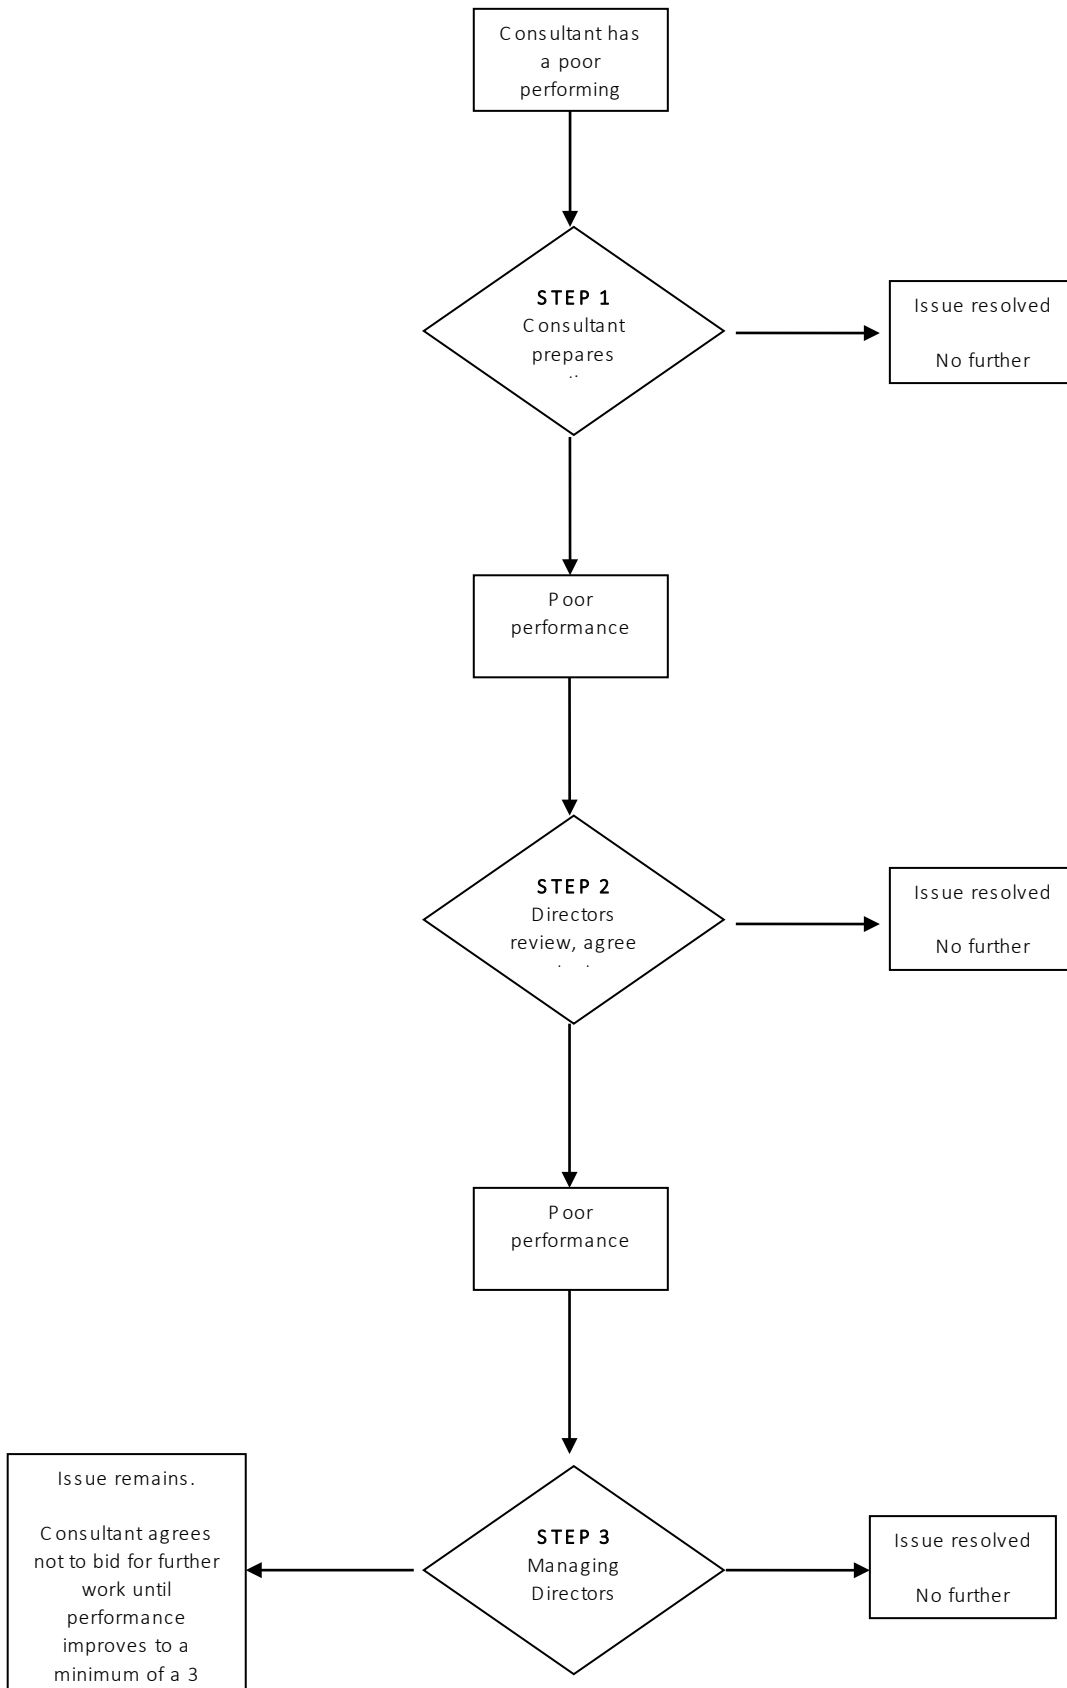 Consultant has
a poor
performing
STEP 1
Consultant
prepares
Issue resolved
No further
Poor
performance
STEP 2
Directors
review, agree
Issue resolved
No further
Poor
performance
STEP 3
Managing
Directors
Issue resolved
No further
Issue remains.
Consultant agrees
not to bid for further
work until
performance
improves to a
minimum of a 3